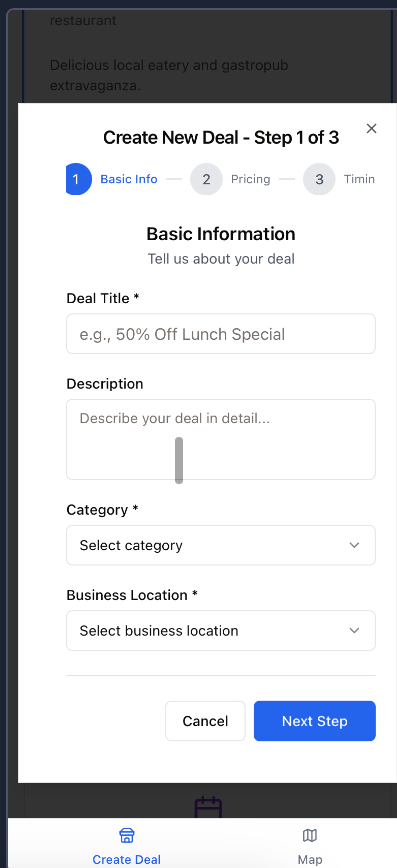 restaurant
Delicious local eatery and gastropub
extravaganza.
Create New Deal - Step 1 of 3
1 Basic Info 2 Pricing 3 Timin
Basic Information
Tell us about your deal
Deal Title *
e.g., 50% Off Lunch Special
Description
Describe your deal in detail...
Category *
Select category
Business Location *
Select business location
Cancel Next Step
Create Deal Map